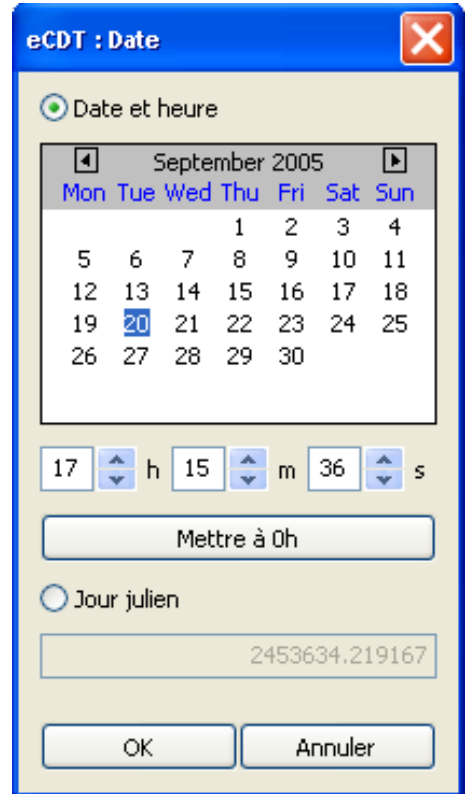 eCDT : Date
Date et heure
September 2005
Mon Tue Wed Thu Fri Sat Sun
1 2 3 4
5 6 7 8 9 10 11
12 13 14 15 16 17 18
19 20 21 22 23 24 25
26 27 28 29 30
17 h 15 m 36 s
Mettre à 0h
Jour julien
2453634.219167
OK Annuler